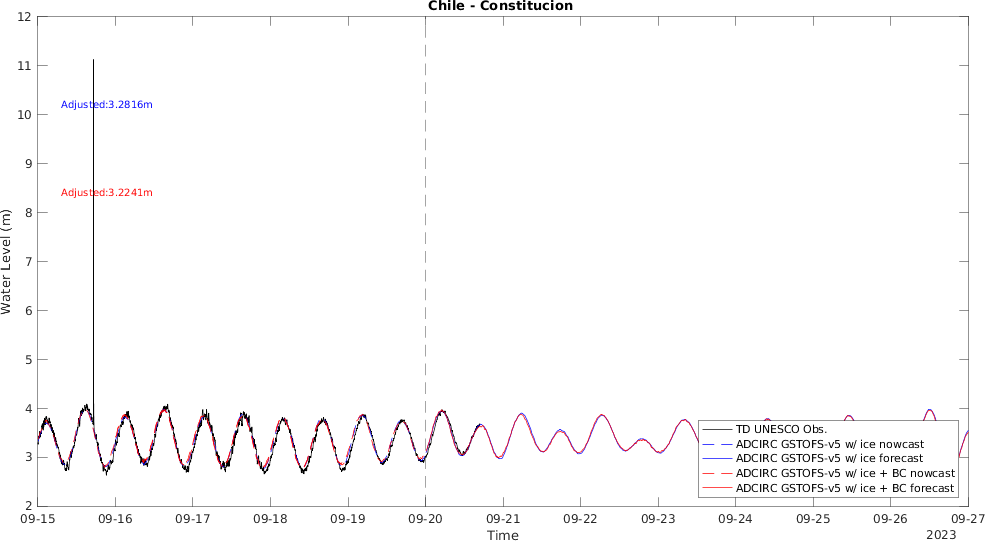 Chile - Constitucion
12
11
10
9
8
7
6
5
4
3
2
Water Level (m)
Adjusted:3.2816m
Adjusted:3.2241m
TD UNESCO Obs.
ADCIRC GSTOFS-v5 w/ ice nowcast
ADCIRC GSTOFS-v5 w/ ice forecast
ADCIRC GSTOFS-v5 w/ ice + BC nowcast
ADCIRC GSTOFS-v5 w/ ice + BC forecast
09-15 09-16 09-17 09-18 09-19 09-20 09-21 09-22 09-23 09-24 09-25 09-26 09-27
Time
2023